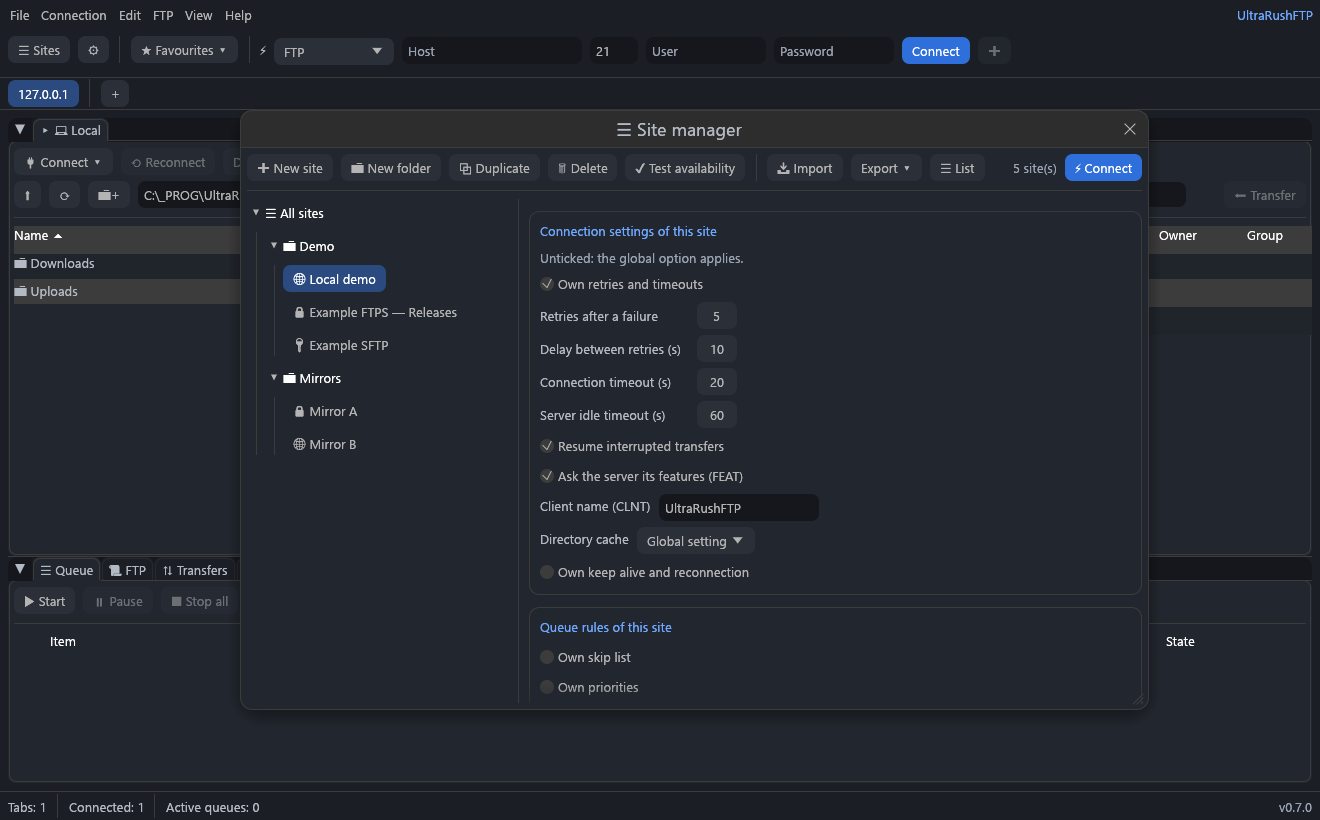 File Connection Edit FTP View Help UltraRushFTP
Sites Favourites FTP Host 21 User Password Connect
127.0.0.1 +
Local
Site manager
Connect Reconnect D
New site New folder Duplicate Delete Test availability Import Export List 5 site(s) Connect
C:\_PROG\UltraR Transfer
Name Owner Group
Downloads
Uploads
All sites
Demo
Local demo
Example FTPS — Releases
Example SFTP
Mirrors
Mirror A
Mirror B
Connection settings of this site
Unticked: the global option applies.
Own retries and timeouts
Retries after a failure 5
Delay between retries (s) 10
Connection timeout (s) 20
Server idle timeout (s) 60
Resume interrupted transfers
Ask the server its features (FEAT)
Client name (CLNT) UltraRushFTP
Directory cache Global setting
Own keep alive and reconnection
Queue rules of this site
Own skip list
Own priorities
Queue FTP Transfers
Start Pause Stop all
Item State
Tabs: 1 Connected: 1 Active queues: 0 v0.7.0